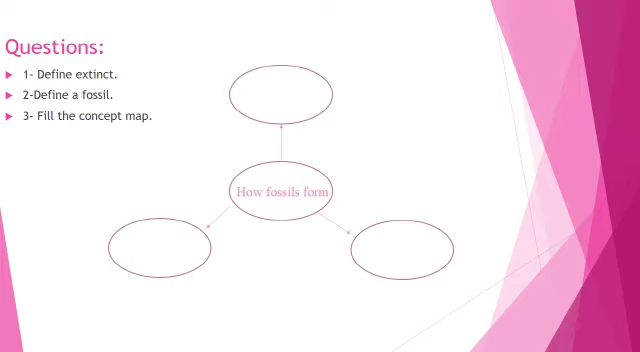 Questions:
1- Define extinct.
2-Define a fossil.
3- Fill the concept map.
How fossils form